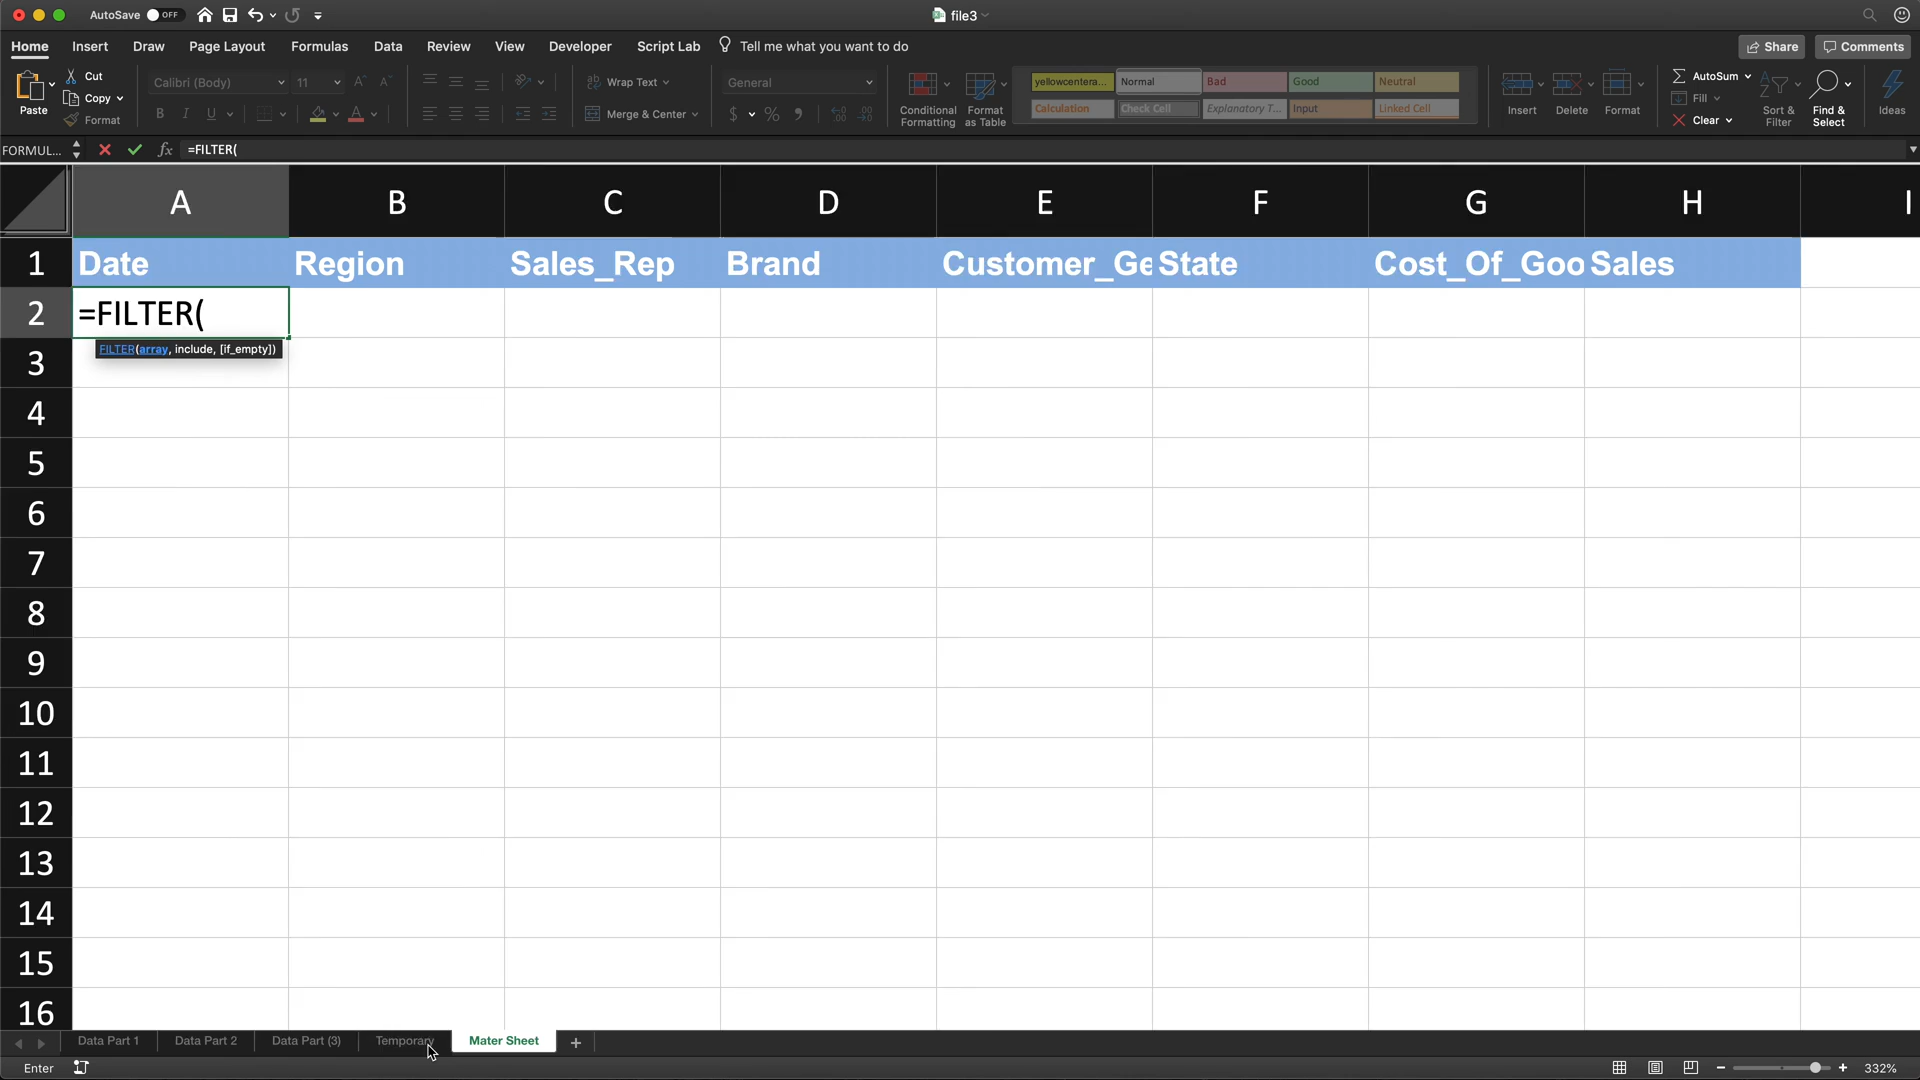 AutoSave OFF
file3
Home Insert Draw Page Layout Formulas Data Review View Developer Script Lab Tell me what you want to do Share Comments
Paste Cut Copy Format
Calibri (Body) 11 A A
B I U A
ab Wrap Text
Merge & Center
General
$ % 9
Conditional Formatting
Format as Table
yellowcentera... Normal Bad Good Neutral
Calculation Check Cell Explanatory T... Input Linked Cell
Insert Delete Format
AutoSum
Fill
Clear
Sort & Filter
Find & Select
Ideas
FORMUL... fx =FILTER(
A B C D E F G H I
1 Date Region Sales_Rep Brand Customer_Ge State Cost_Of_Goo Sales
2 =FILTER(
FILTER(array, include, [if_empty])
3
4
5
6
7
8
9
10
11
12
13
14
15
16
Data Part 1 Data Part 2 Data Part (3) Temporary Mater Sheet +
Enter 332%